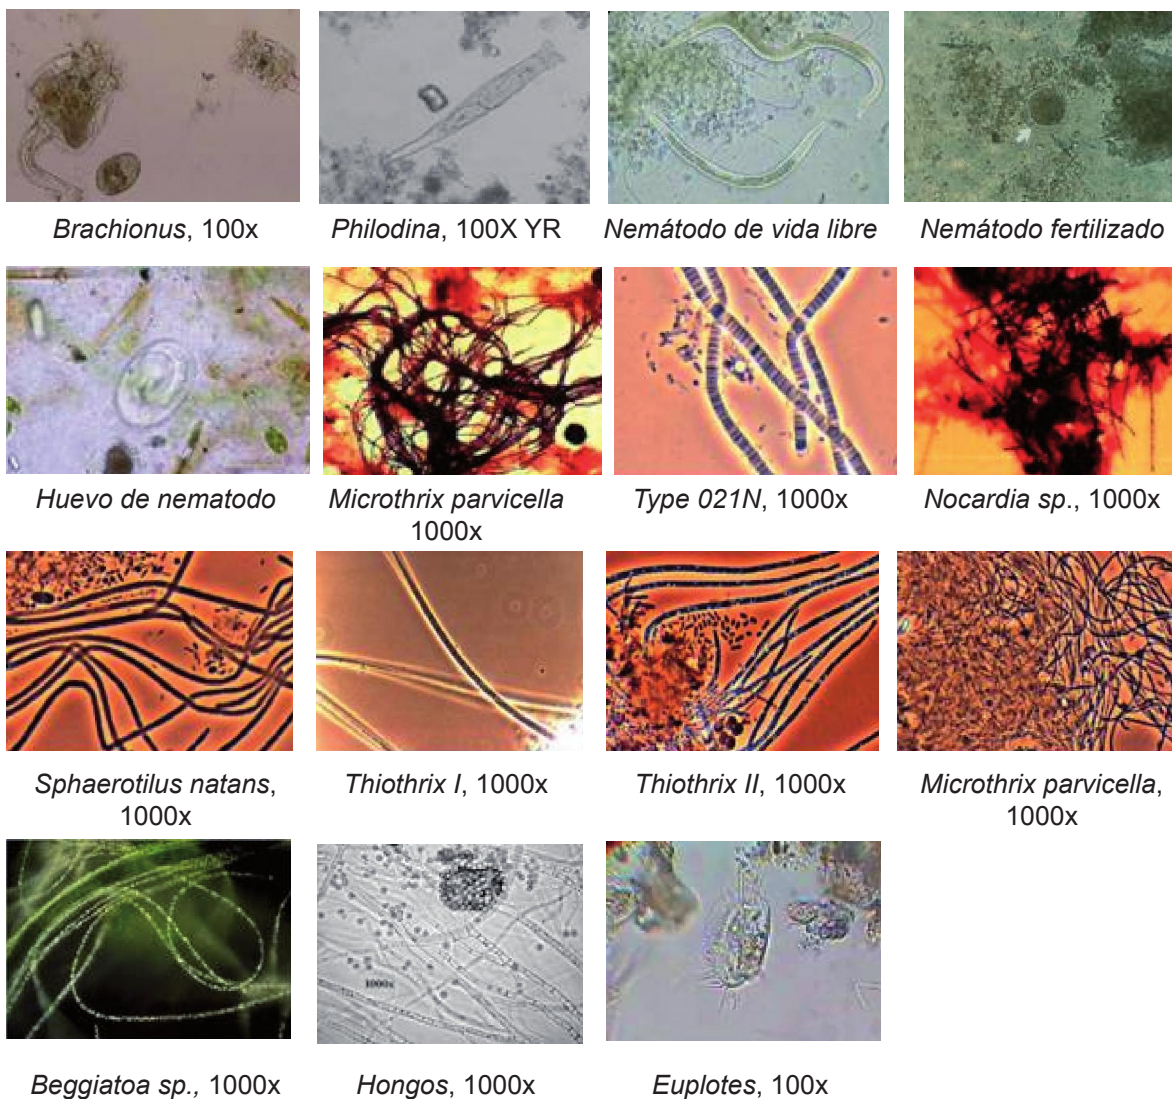 Brachionus, 100x
Philodina, 100X YR
Nemátodo de vida libre
Nemátodo fertilizado
Huevo de nematodo
Microthrix parvicella
1000x
Type 021N, 1000x
Nocardia sp., 1000x
Sphaerotilus natans,
1000x
Thiothrix I, 1000x
Thiothrix II, 1000x
Microcthrix parvicella,
1000x
1000x
Beggiatoa sp., 1000x
Hongos, 1000x
Euplotes, 100x